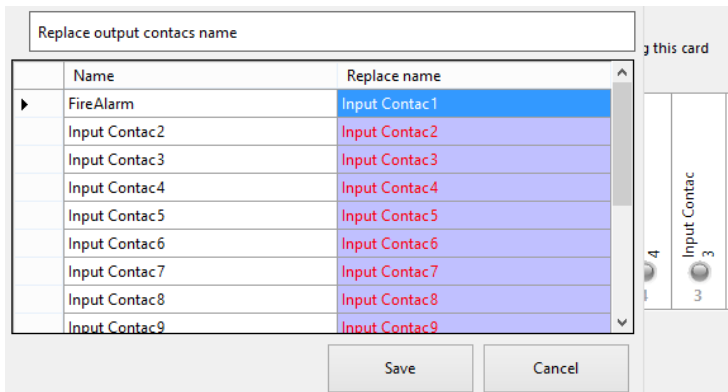 Replace output contacs name
g this card
Name Replace name
FireAlarm Input Contac1
Input Contac2 Input Contac2
Input Contac3 Input Contac3
Input Contac4 Input Contac4
Input Contac5 Input Contac5
Input Contac6 Input Contac6
Input Contac7 Input Contac7
Input Contac8 Input Contac8
Input Contac9 Input Contac9
4
Input Contac
3
3
Save Cancel